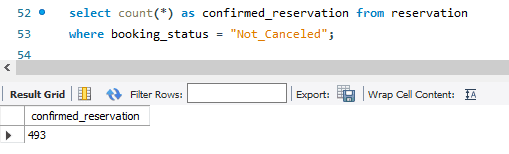 52 select count(*) as confirmed_reservation from reservation
53 where booking_status = "Not_Canceled";
54
Result Grid Filter Rows: Export: Wrap Cell Content: IA
confirmed_reservation
493